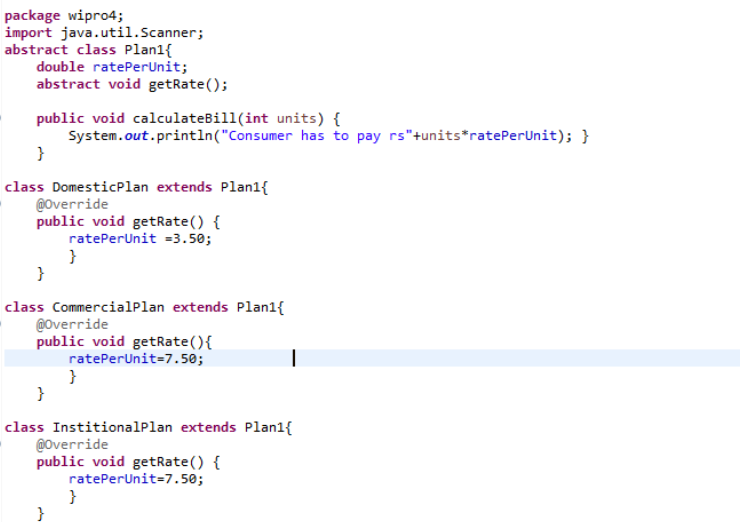 package wipro4;
import java.util.Scanner;
abstract class Plan1{
    double ratePerUnit;
    abstract void getRate();

    public void calculateBill(int units) {
        System.out.println("Consumer has to pay rs"+units*ratePerUnit); }
    }

class DomesticPlan extends Plan1{
    @Override
    public void getRate() {
        ratePerUnit =3.50;
        }
    }

class CommercialPlan extends Plan1{
    @Override
    public void getRate(){
        ratePerUnit=7.50;
        }
    }

class InstitionalPlan extends Plan1{
    @Override
    public void getRate() {
        ratePerUnit=7.50;
        }
    }